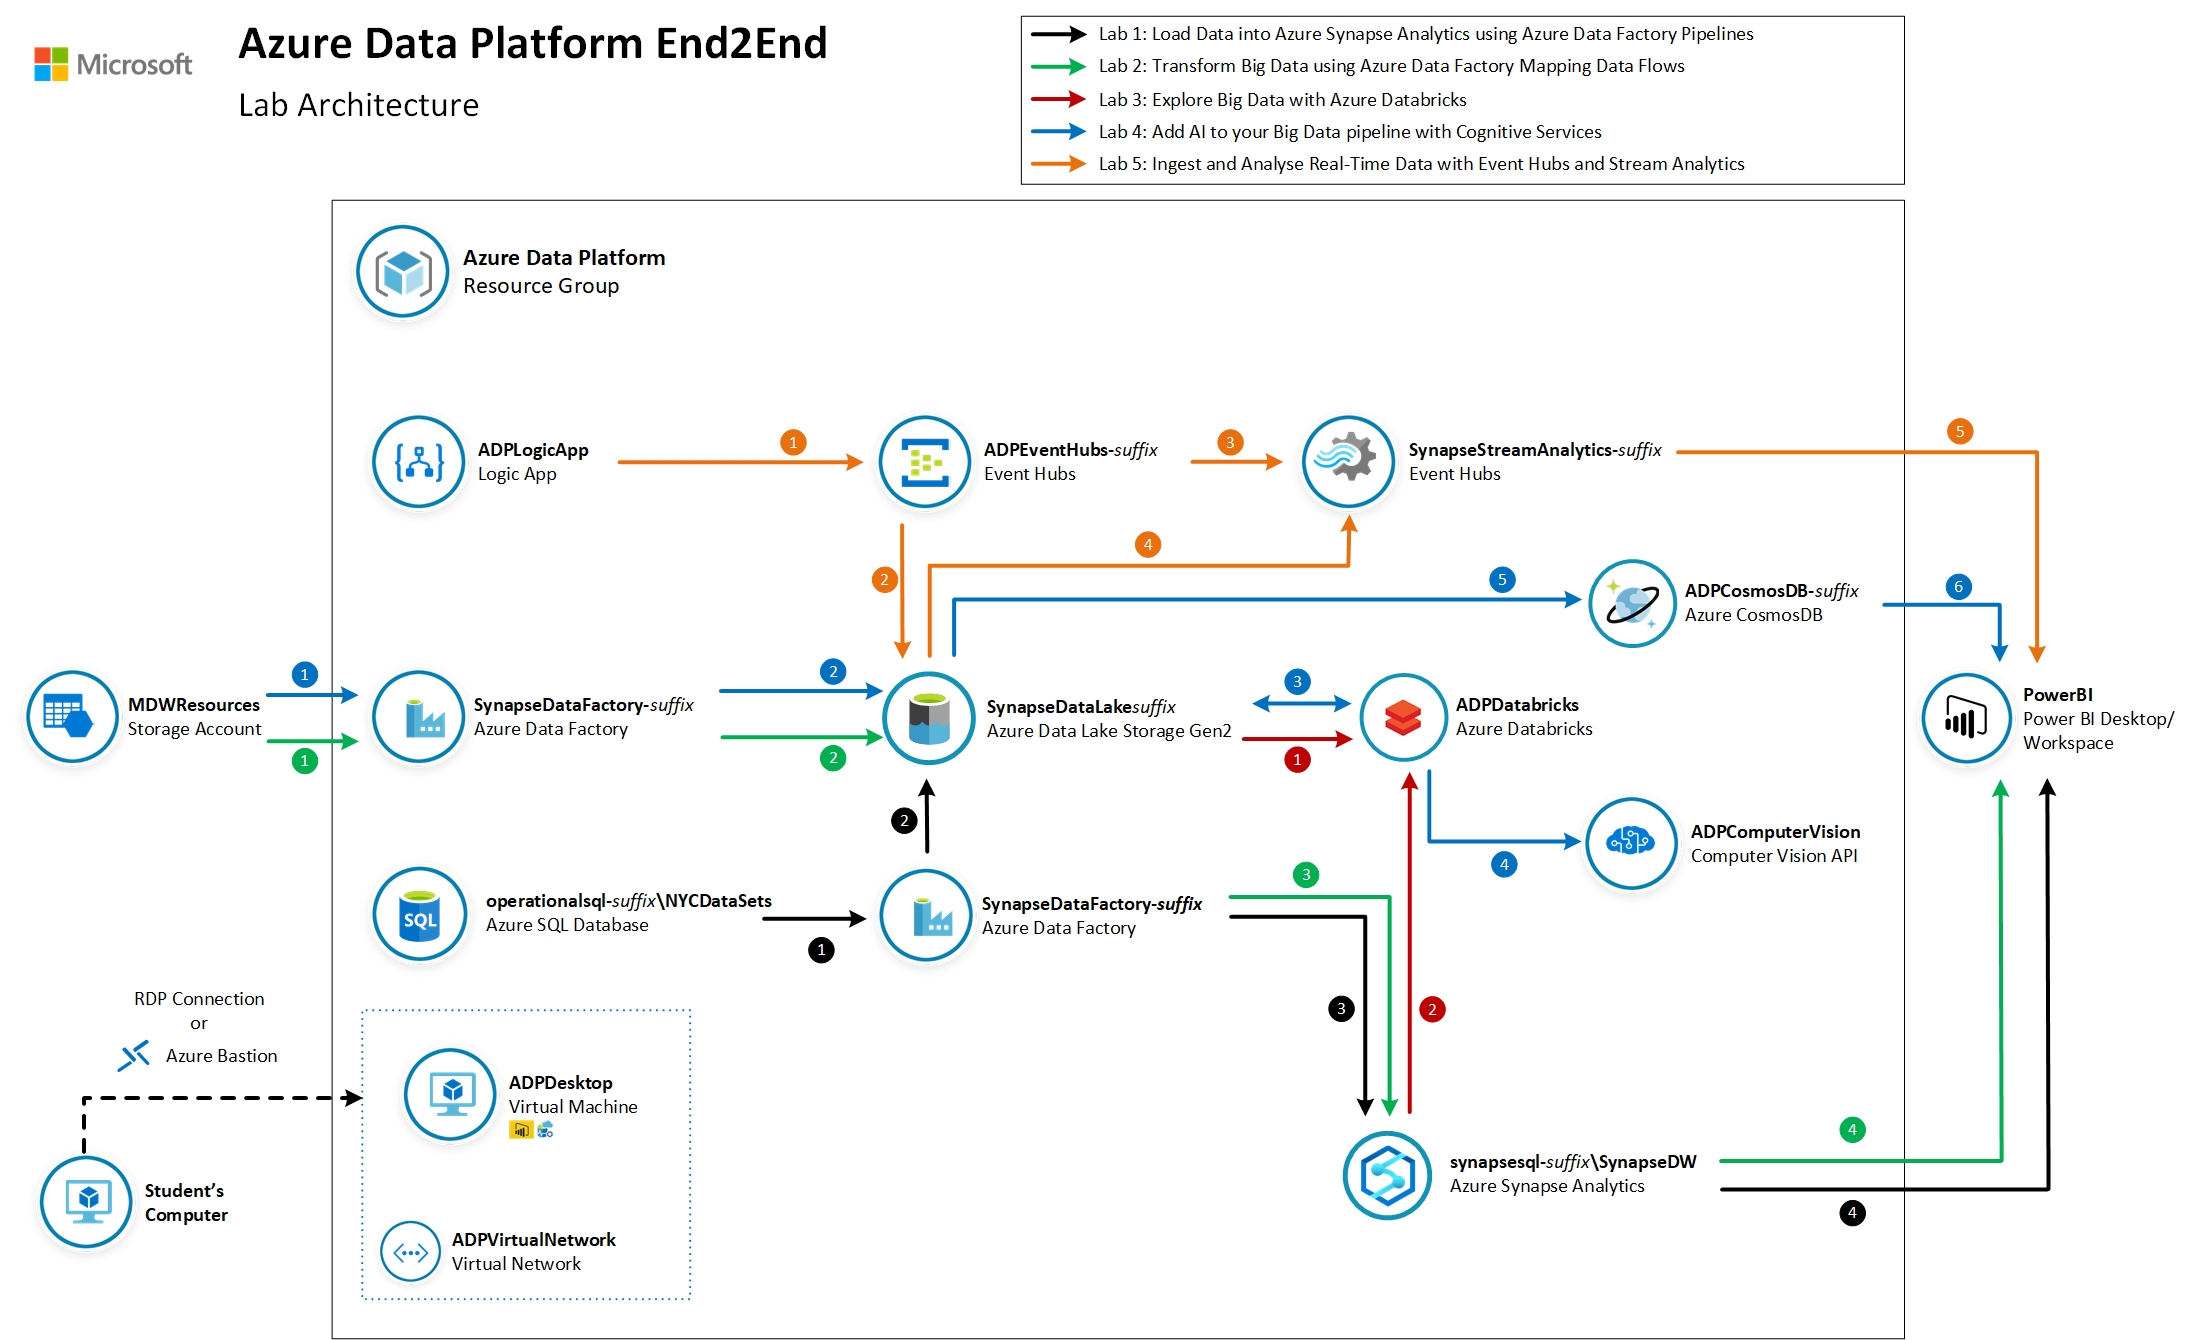 Microsoft
Azure Data Platform End2End
Lab Architecture
Lab 1: Load Data into Azure Synapse Analytics using Azure Data Factory Pipelines
Lab 2: Transform Big Data using Azure Data Factory Mapping Data Flows
Lab 3: Explore Big Data with Azure Databricks
Lab 4: Add AI to your Big Data pipeline with Cognitive Services
Lab 5: Ingest and Analyse Real-Time Data with Event Hubs and Stream Analytics
Azure Data Platform
Resource Group
ADPLogicApp
Logic App
1
ADPEventHubs-suffix
Event Hubs
3
SynapseStreamAnalytics-suffix
Event Hubs
5
2
4
5
ADPCosmosDB-suffix
Azure CosmosDB
6
MDWResources
Storage Account
1
1
SynapseDataFactory-suffix
Azure Data Factory
2
2
SynapseDataLakesuffix
Azure Data Lake Storage Gen2
3
1
ADPDatabricks
Azure Databricks
PowerBI
Power BI Desktop/
Workspace
2
4
ADPComputerVision
Computer Vision API
SQL
operationalsql-suffix\NYCDataSets
Azure SQL Database
1
SynapseDataFactory-suffix
Azure Data Factory
3
3
2
RDP Connection
or
Azure Bastion
ADPDesktop
Virtual Machine
Student's
Computer
ADPVirtualNetwork
Virtual Network
synapsesql-suffix\SynapseDW
Azure Synapse Analytics
4
4